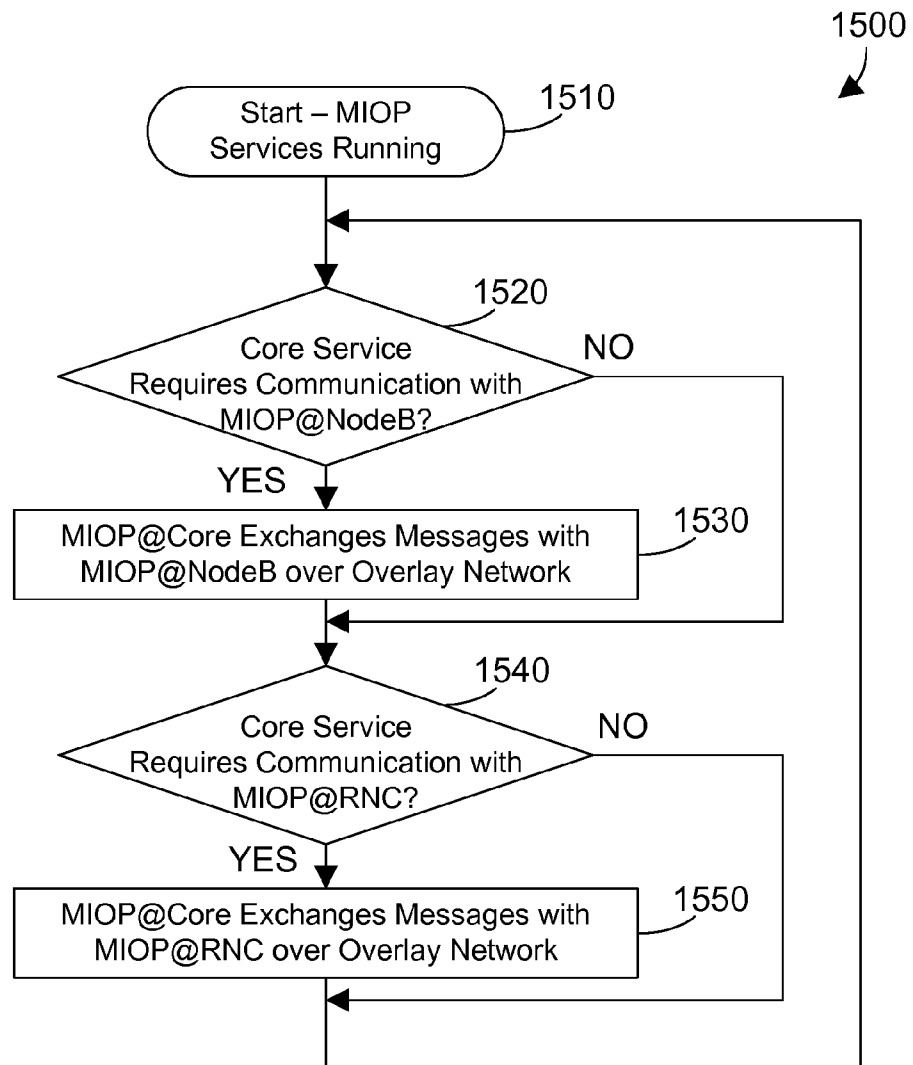 1500
Start – MIOP
Services Running
1510
1520
Core Service
Requires Communication with
MIOP@NodeB?
NO
YES
MIOP@Core Exchanges Messages with
MIOP@NodeB over Overlay Network
1530
1540
Core Service
Requires Communication with
MIOP@RNC?
NO
YES
MIOP@Core Exchanges Messages with
MIOP@RNC over Overlay Network
1550